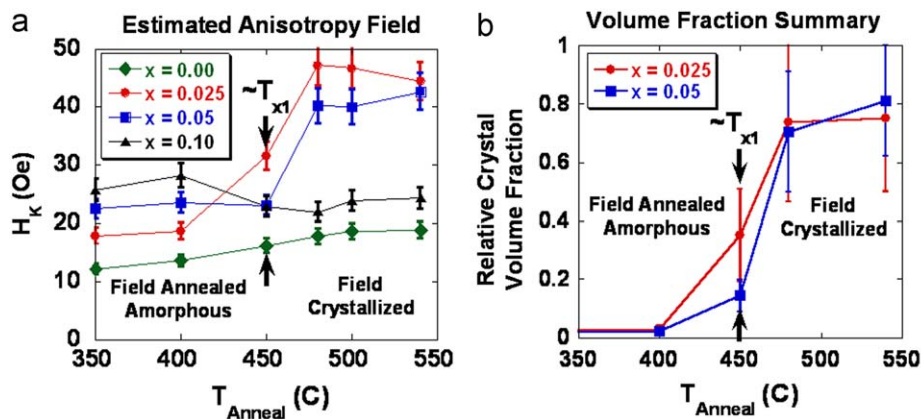 a
Estimated Anisotropy Field
50
40
30
20
10
0
H_K (Oe)
x = 0.00
x = 0.025
x = 0.05
x = 0.10
~T_x1
Field Annealed
Amorphous
Field
Crystallized
350 400 450 500 550
T_Anneal (C)
b
Volume Fraction Summary
1
0.8
0.6
0.4
0.2
0
Relative Crystal
Volume Fraction
x = 0.025
x = 0.05
~T_x1
Field Annealed
Amorphous
Field
Crystallized
350 400 450 500 550
T_Anneal (C)